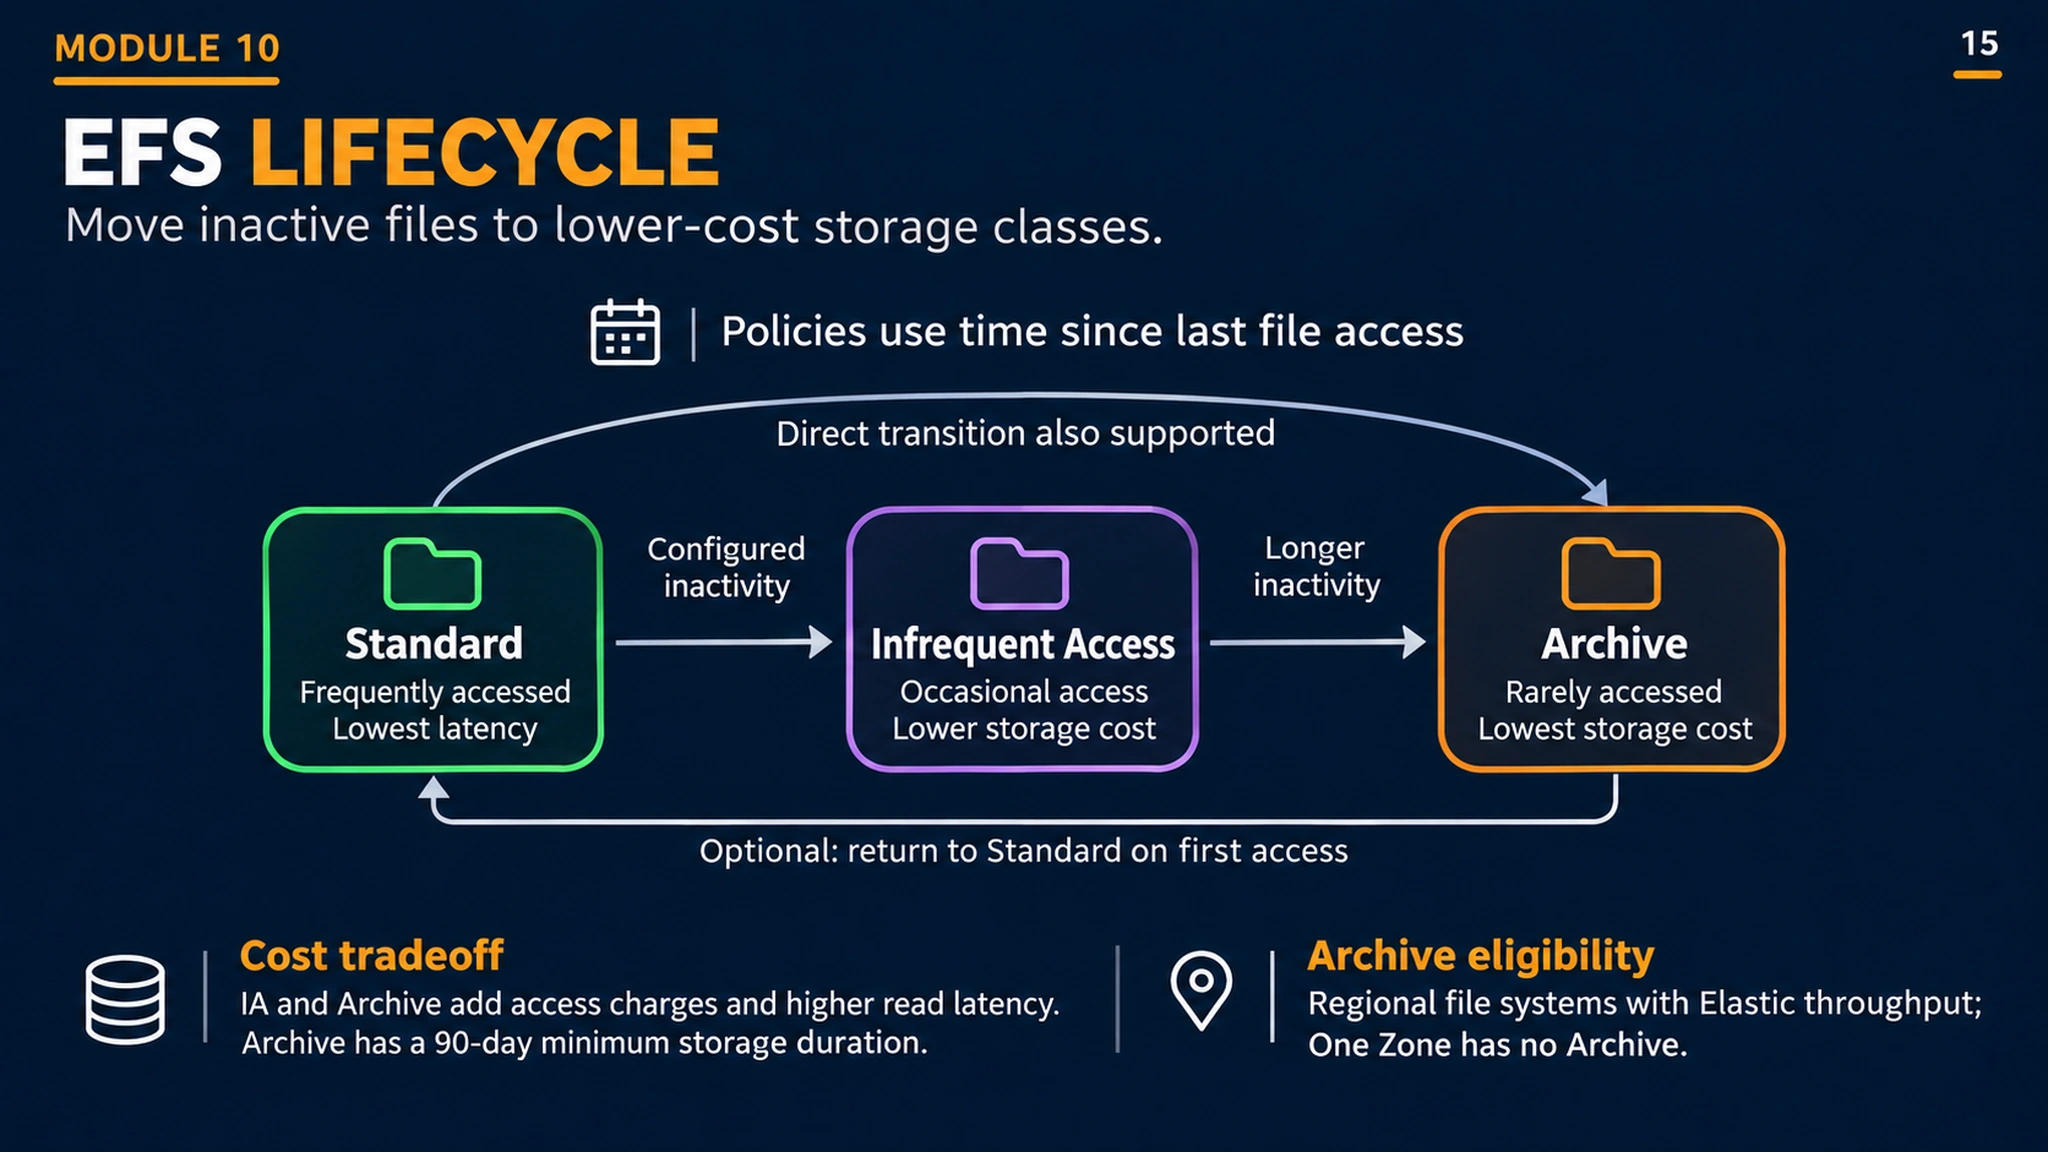 MODULE 10
15
EFS LIFECYCLE
Move inactive files to lower-cost storage classes.
Policies use time since last file access
Direct transition also supported
Standard
Frequently accessed
Lowest latency
Configured
inactivity
Infrequent Access
Occasional access
Lower storage cost
Longer
inactivity
Archive
Rarely accessed
Lowest storage cost
Optional: return to Standard on first access
Cost tradeoff
IA and Archive add access charges and higher read latency.
Archive has a 90-day minimum storage duration.
Archive eligibility
Regional file systems with Elastic throughput;
One Zone has no Archive.